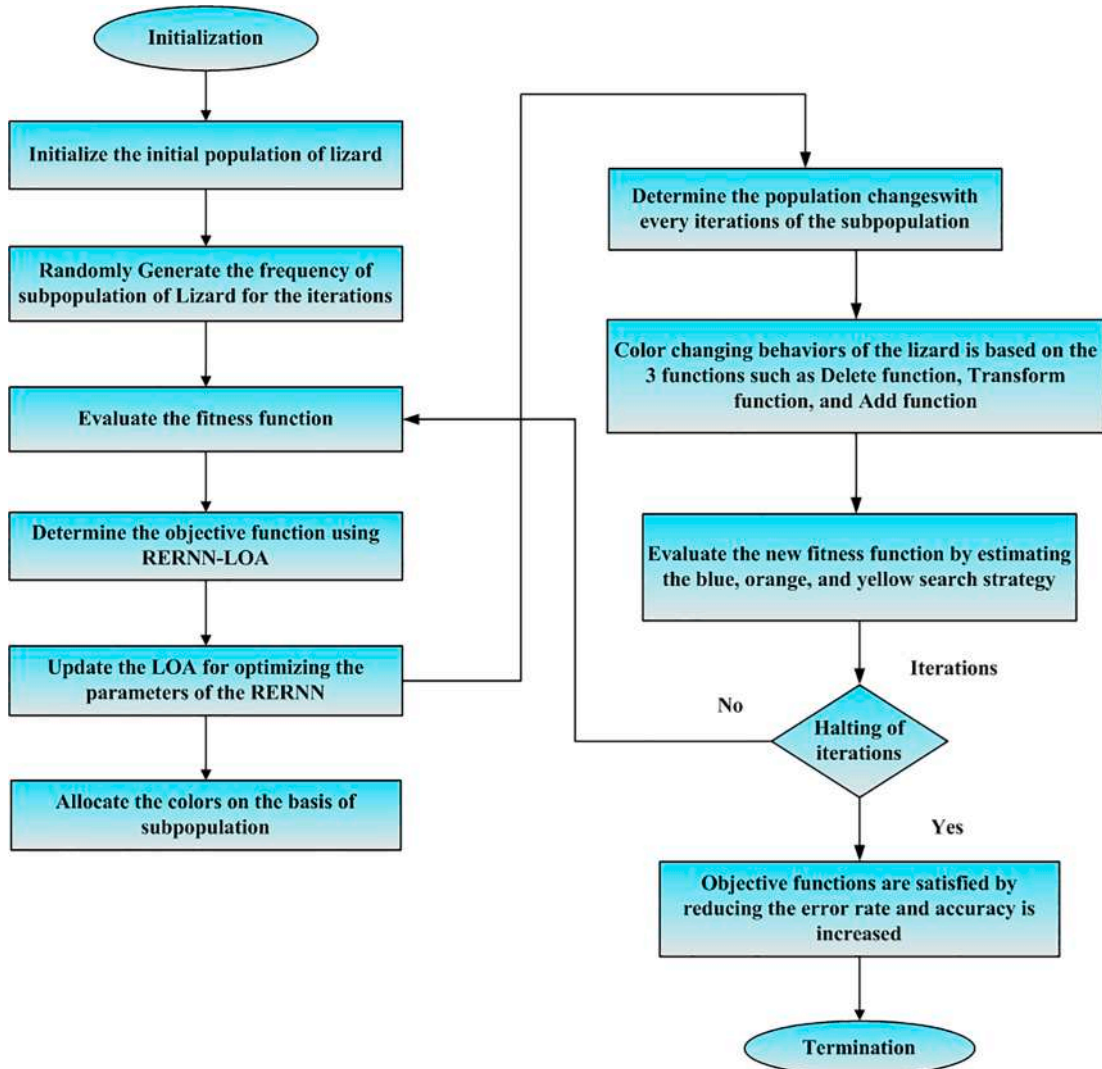 Initialization
Initialize the initial population of lizard
Randomly Generate the frequency of
subpopulation of Lizard for the iterations
Evaluate the fitness function
Determine the objective function using
RERNN-LOA
Update the LOA for optimizing the
parameters of the RERNN
Allocate the colors on the basis of
subpopulation
Determine the population changeswith
every iterations of the subpopulation
Color changing behaviors of the lizard is based on the
3 functions such as Delete function, Transform
function, and Add function
Evaluate the new fitness function by estimating
the blue, orange, and yellow search strategy
Iterations
No
Halting of
iterations
Yes
Objective functions are satisfied by
reducing the error rate and accuracy is
increased
Termination